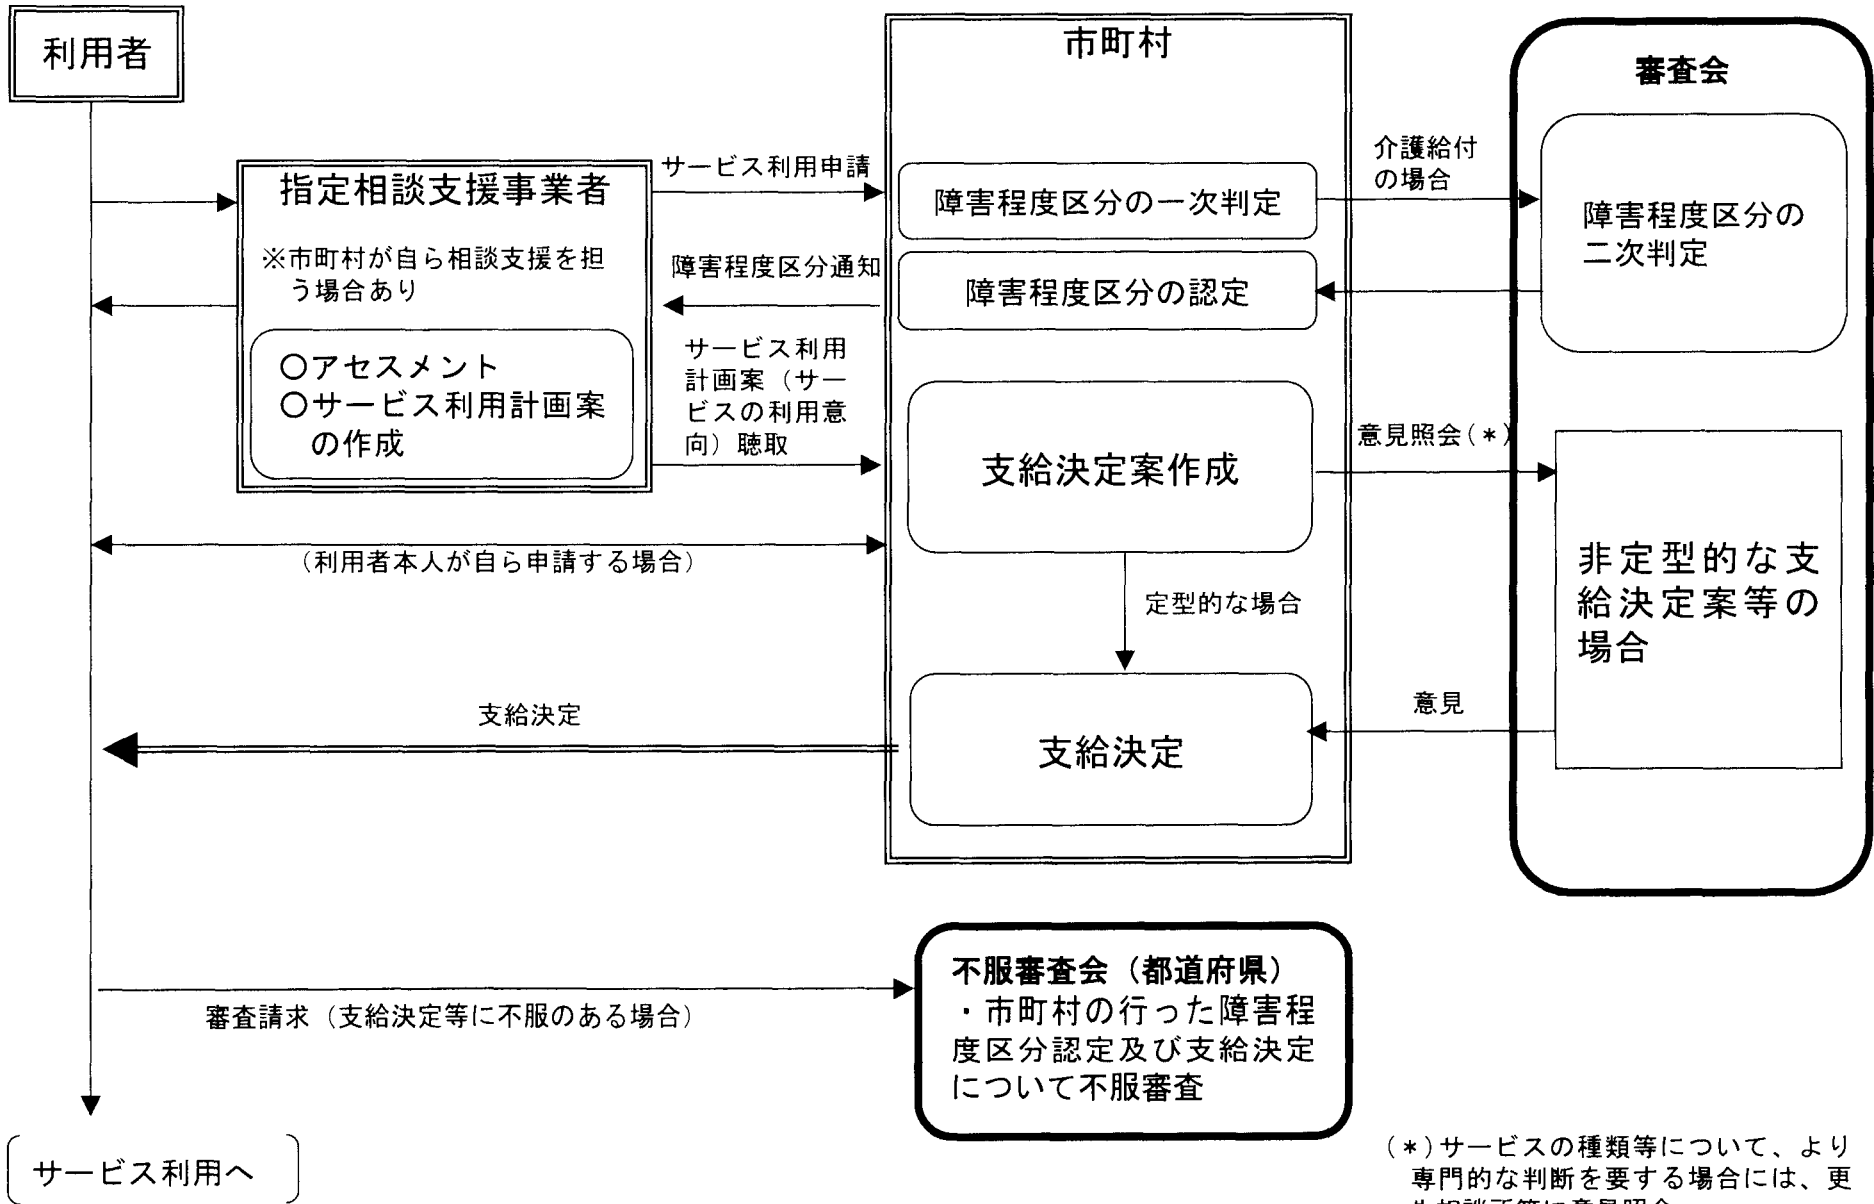 利用者
市町村
審査会
指定相談支援事業者
※市町村が自ら相談支援を担
う場合あり
○アセスメント
○サービス利用計画案
の作成
サービス利用申請
障害程度区分通知
サービス利用
計画案（サー
ビスの利用意
向）聴取
障害程度区分の一次判定
障害程度区分の認定
介護給付
の場合
障害程度区分の
二次判定
支給決定案作成
意見照会(*)
非定型的な支
給決定案等の
場合
(利用者本人が自ら申請する場合)
定型的な場合
支給決定
支給決定
意見
審査請求（支給決定等に不服のある場合）
不服審査会（都道府県）
・市町村の行った障害程
度区分認定及び支給決定
について不服審査
サービス利用へ
(*)サービスの種類等について、より
専門的な判断を要する場合には、更